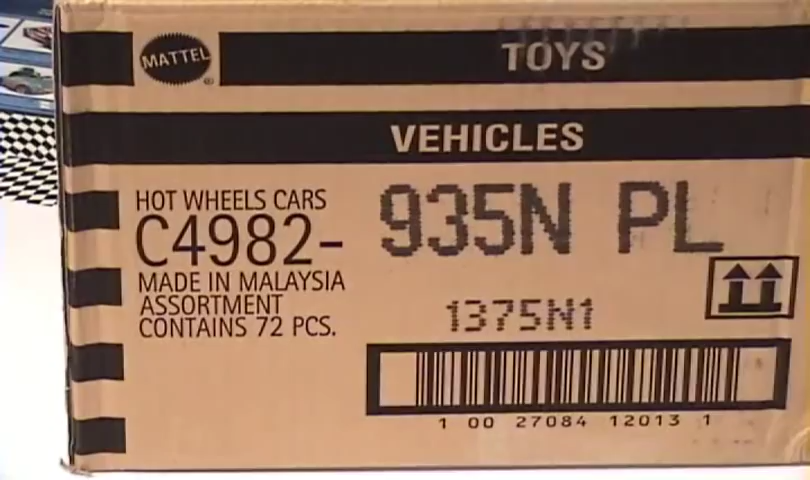 MATTEL ®
TOYS
VEHICLES
HOT WHEELS CARS
C4982-
935N PL
MADE IN MALAYSIA
ASSORTMENT
CONTAINS 72 PCS.
1375N1
1 00 27084 12013 1